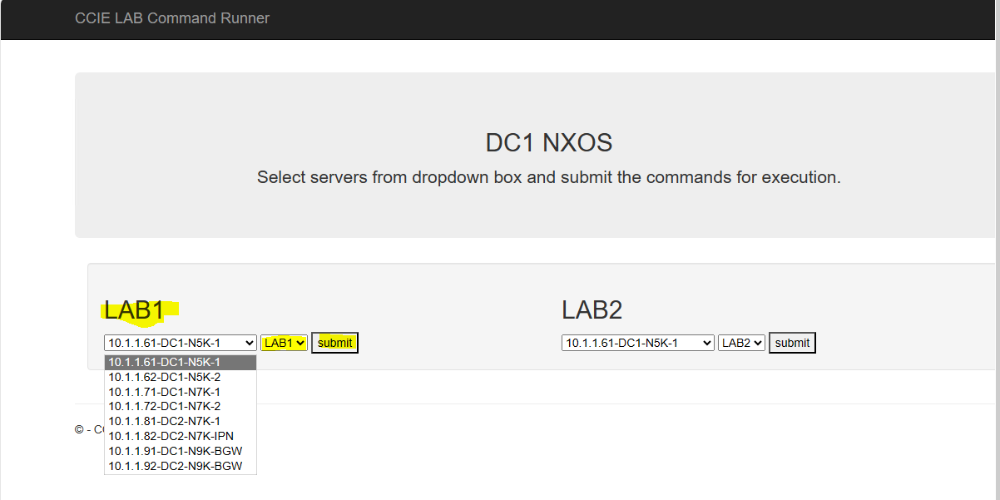 CCIE LAB Command Runner
DC1 NXOS
Select servers from dropdown box and submit the commands for execution.
LAB1
10.1.1.61-DC1-N5K-1 LAB1 submit
10.1.1.61-DC1-N5K-1
10.1.1.62-DC1-N5K-2
10.1.1.71-DC1-N7K-1
10.1.1.72-DC1-N7K-2
10.1.1.81-DC2-N7K-1
10.1.1.82-DC2-N7K-IPN
10.1.1.91-DC1-N9K-BGW
10.1.1.92-DC2-N9K-BGW
LAB2
10.1.1.61-DC1-N5K-1 LAB2 submit
© -